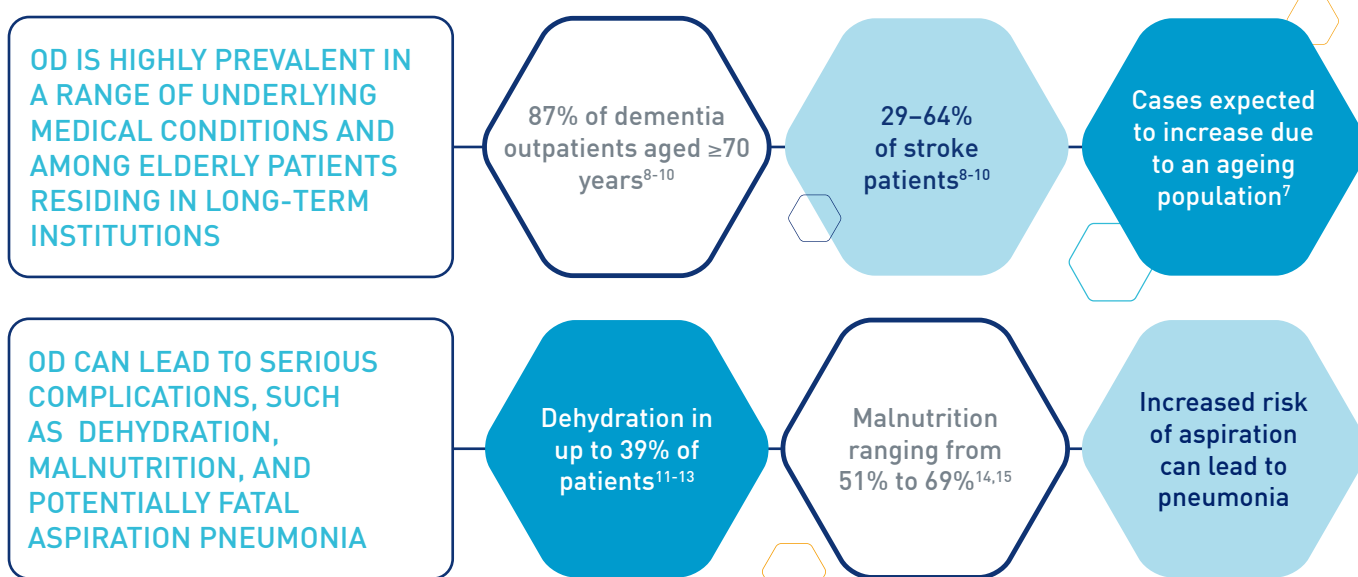 OD IS HIGHLY PREVALENT IN
A RANGE OF UNDERLYING
MEDICAL CONDITIONS AND
AMONG ELDERLY PATIENTS
RESIDING IN LONG-TERM
INSTITUTIONS
87% of dementia
outpatients aged ≥70
years8-10
29–64%
of stroke
patients8-10
Cases expected
to increase due
to an ageing
population7
OD CAN LEAD TO SERIOUS
COMPLICATIONS, SUCH
AS DEHYDRATION,
MALNUTRITION, AND
POTENTIALLY FATAL
ASPIRATION PNEUMONIA
Dehydration in
up to 39% of
patients11-13
Malnutrition
ranging from
51% to 69%14,15
Increased risk
of aspiration
can lead to
pneumonia